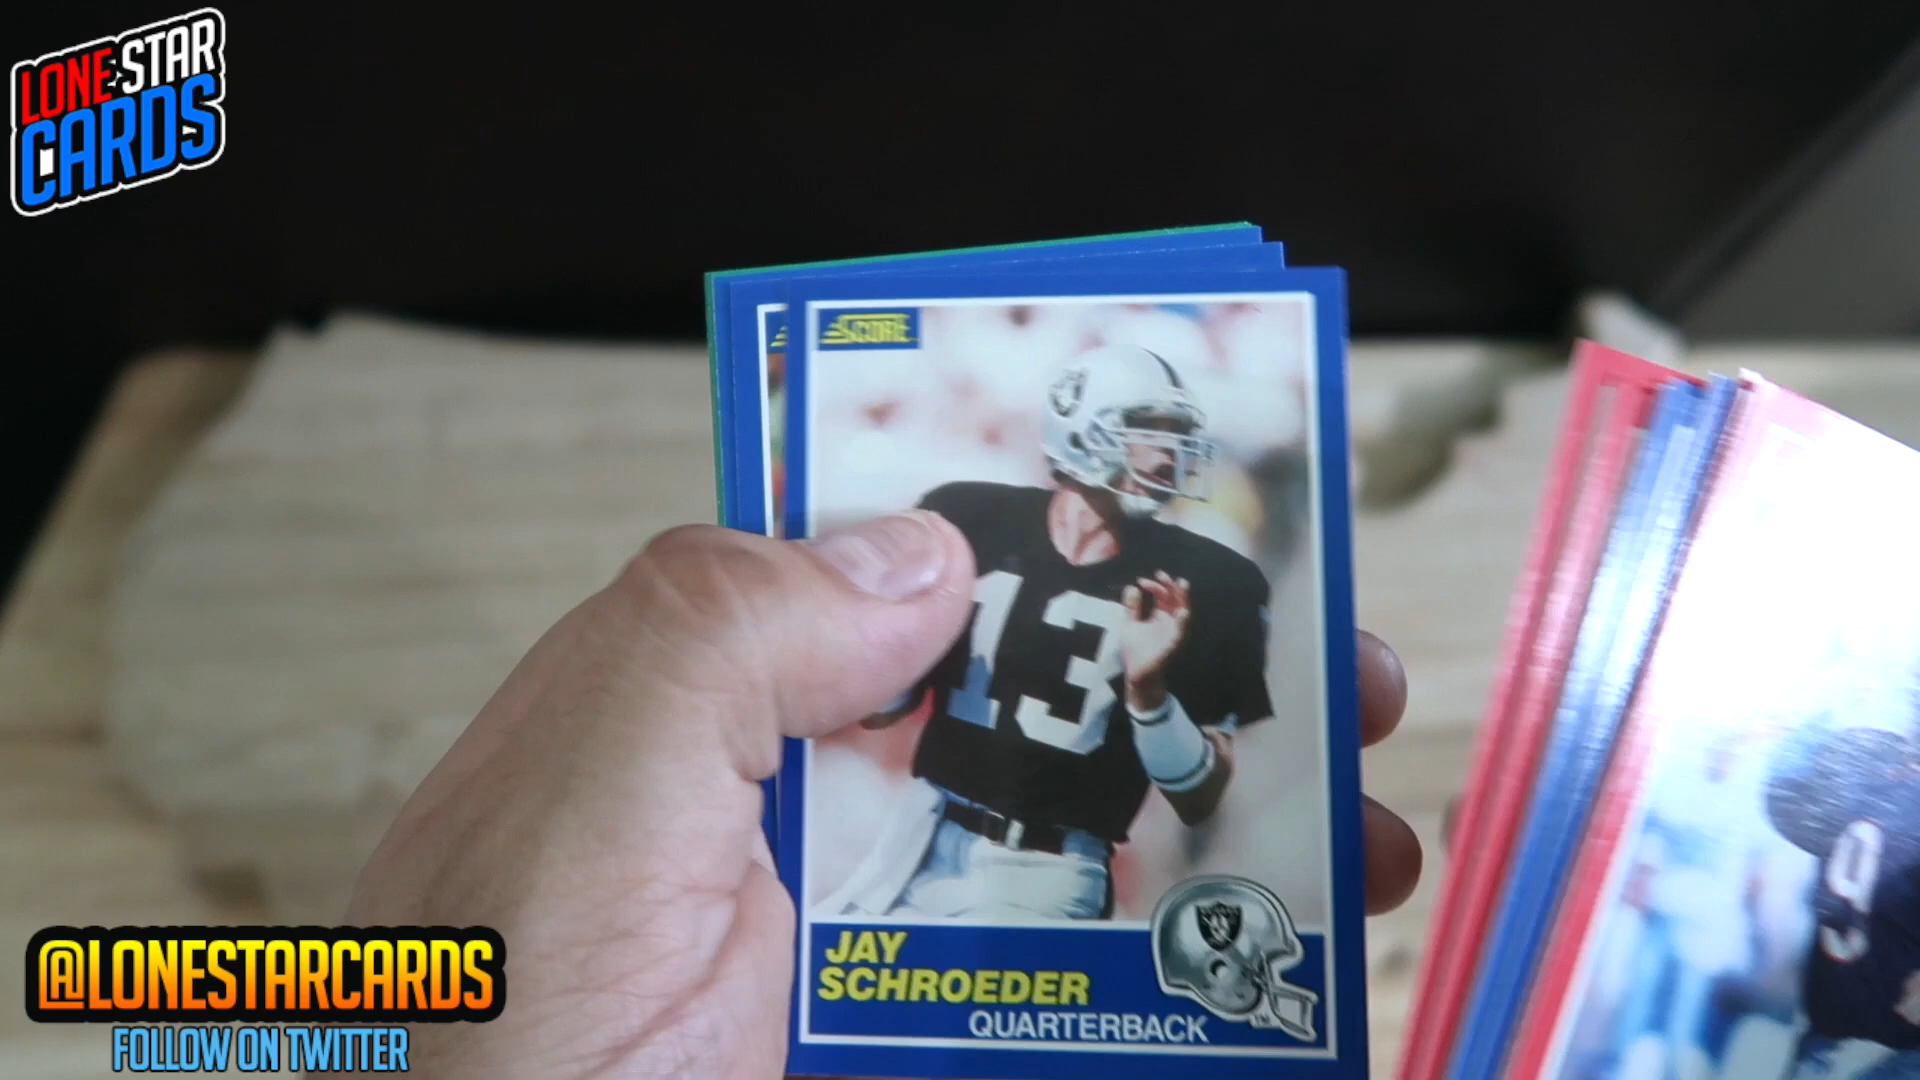 LONE STAR
CARDS
SCORE
13
JAY
SCHROEDER
QUARTERBACK
@LONESTARCARDS
FOLLOW ON TWITTER